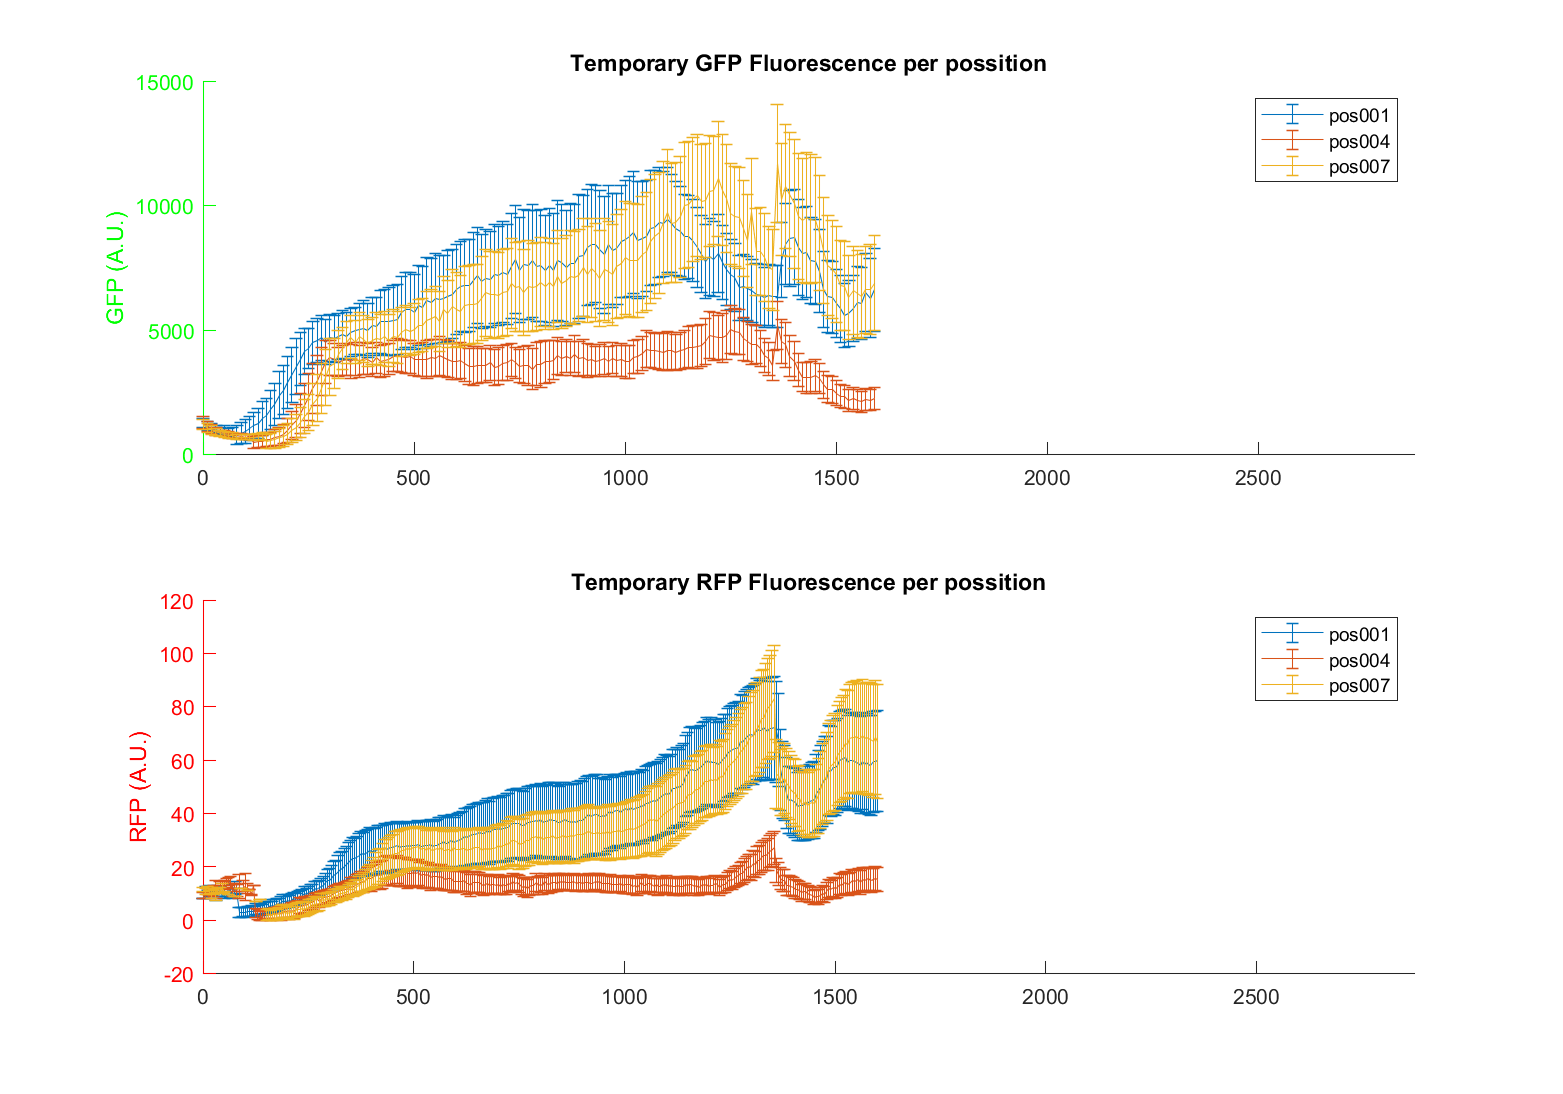 Temporary GFP Fluorescence per possition
15000
10000
5000
0
GFP (A.U.)
0 500 1000 1500 2000 2500
pos001
pos004
pos007
Temporary RFP Fluorescence per possition
120
100
80
60
40
20
0
-20
RFP (A.U.)
0 500 1000 1500 2000 2500
pos001
pos004
pos007